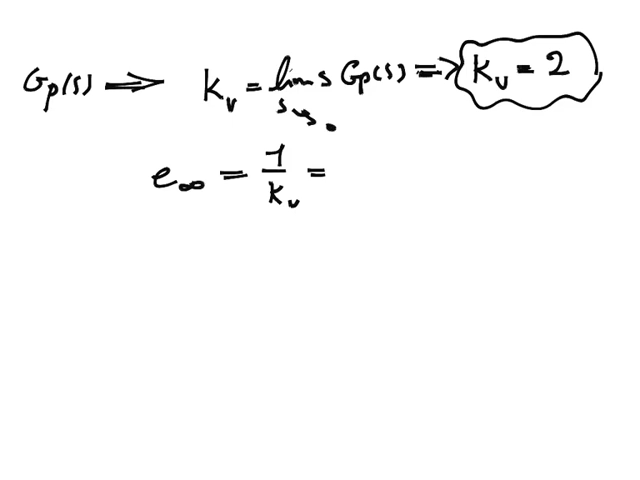 Gp(s) ⟹ Kv = lim s Gp(s) ⇒ Kv = 2
s→0
e∞ = 1/Kv =